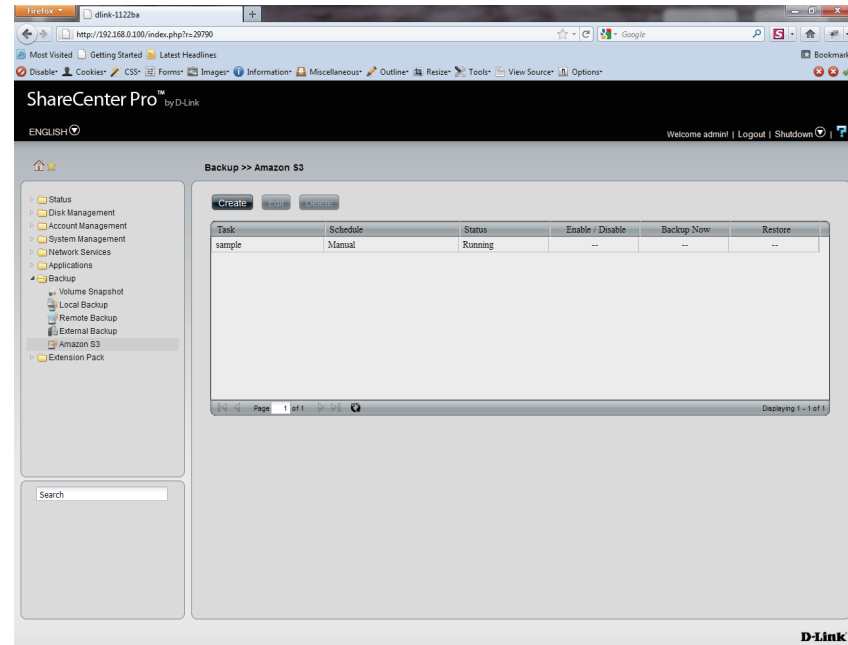 Firefox
dlink-1122ba
http://192.168.0.100/index.php?r=29790
Google
Most Visited Getting Started Latest Headlines
Bookmark
Disable Cookies CSS Forms Images Information Miscellaneous Outline Resize Tools View Source Options
ShareCenter Pro™ by D-Link
ENGLISH
Welcome admin! | Logout | Shutdown | ?
Backup >> Amazon S3
Status
Disk Management
Account Management
System Management
Network Services
Applications
Backup
Volume Snapshot
Local Backup
Remote Backup
External Backup
Amazon S3
Extension Pack
Search
Create Edit Delete
Task Schedule Status Enable / Disable Backup Now Restore
sample Manual Running -- -- --
Page 1 of 1
Displaying 1 - 1 of 1
D-Link